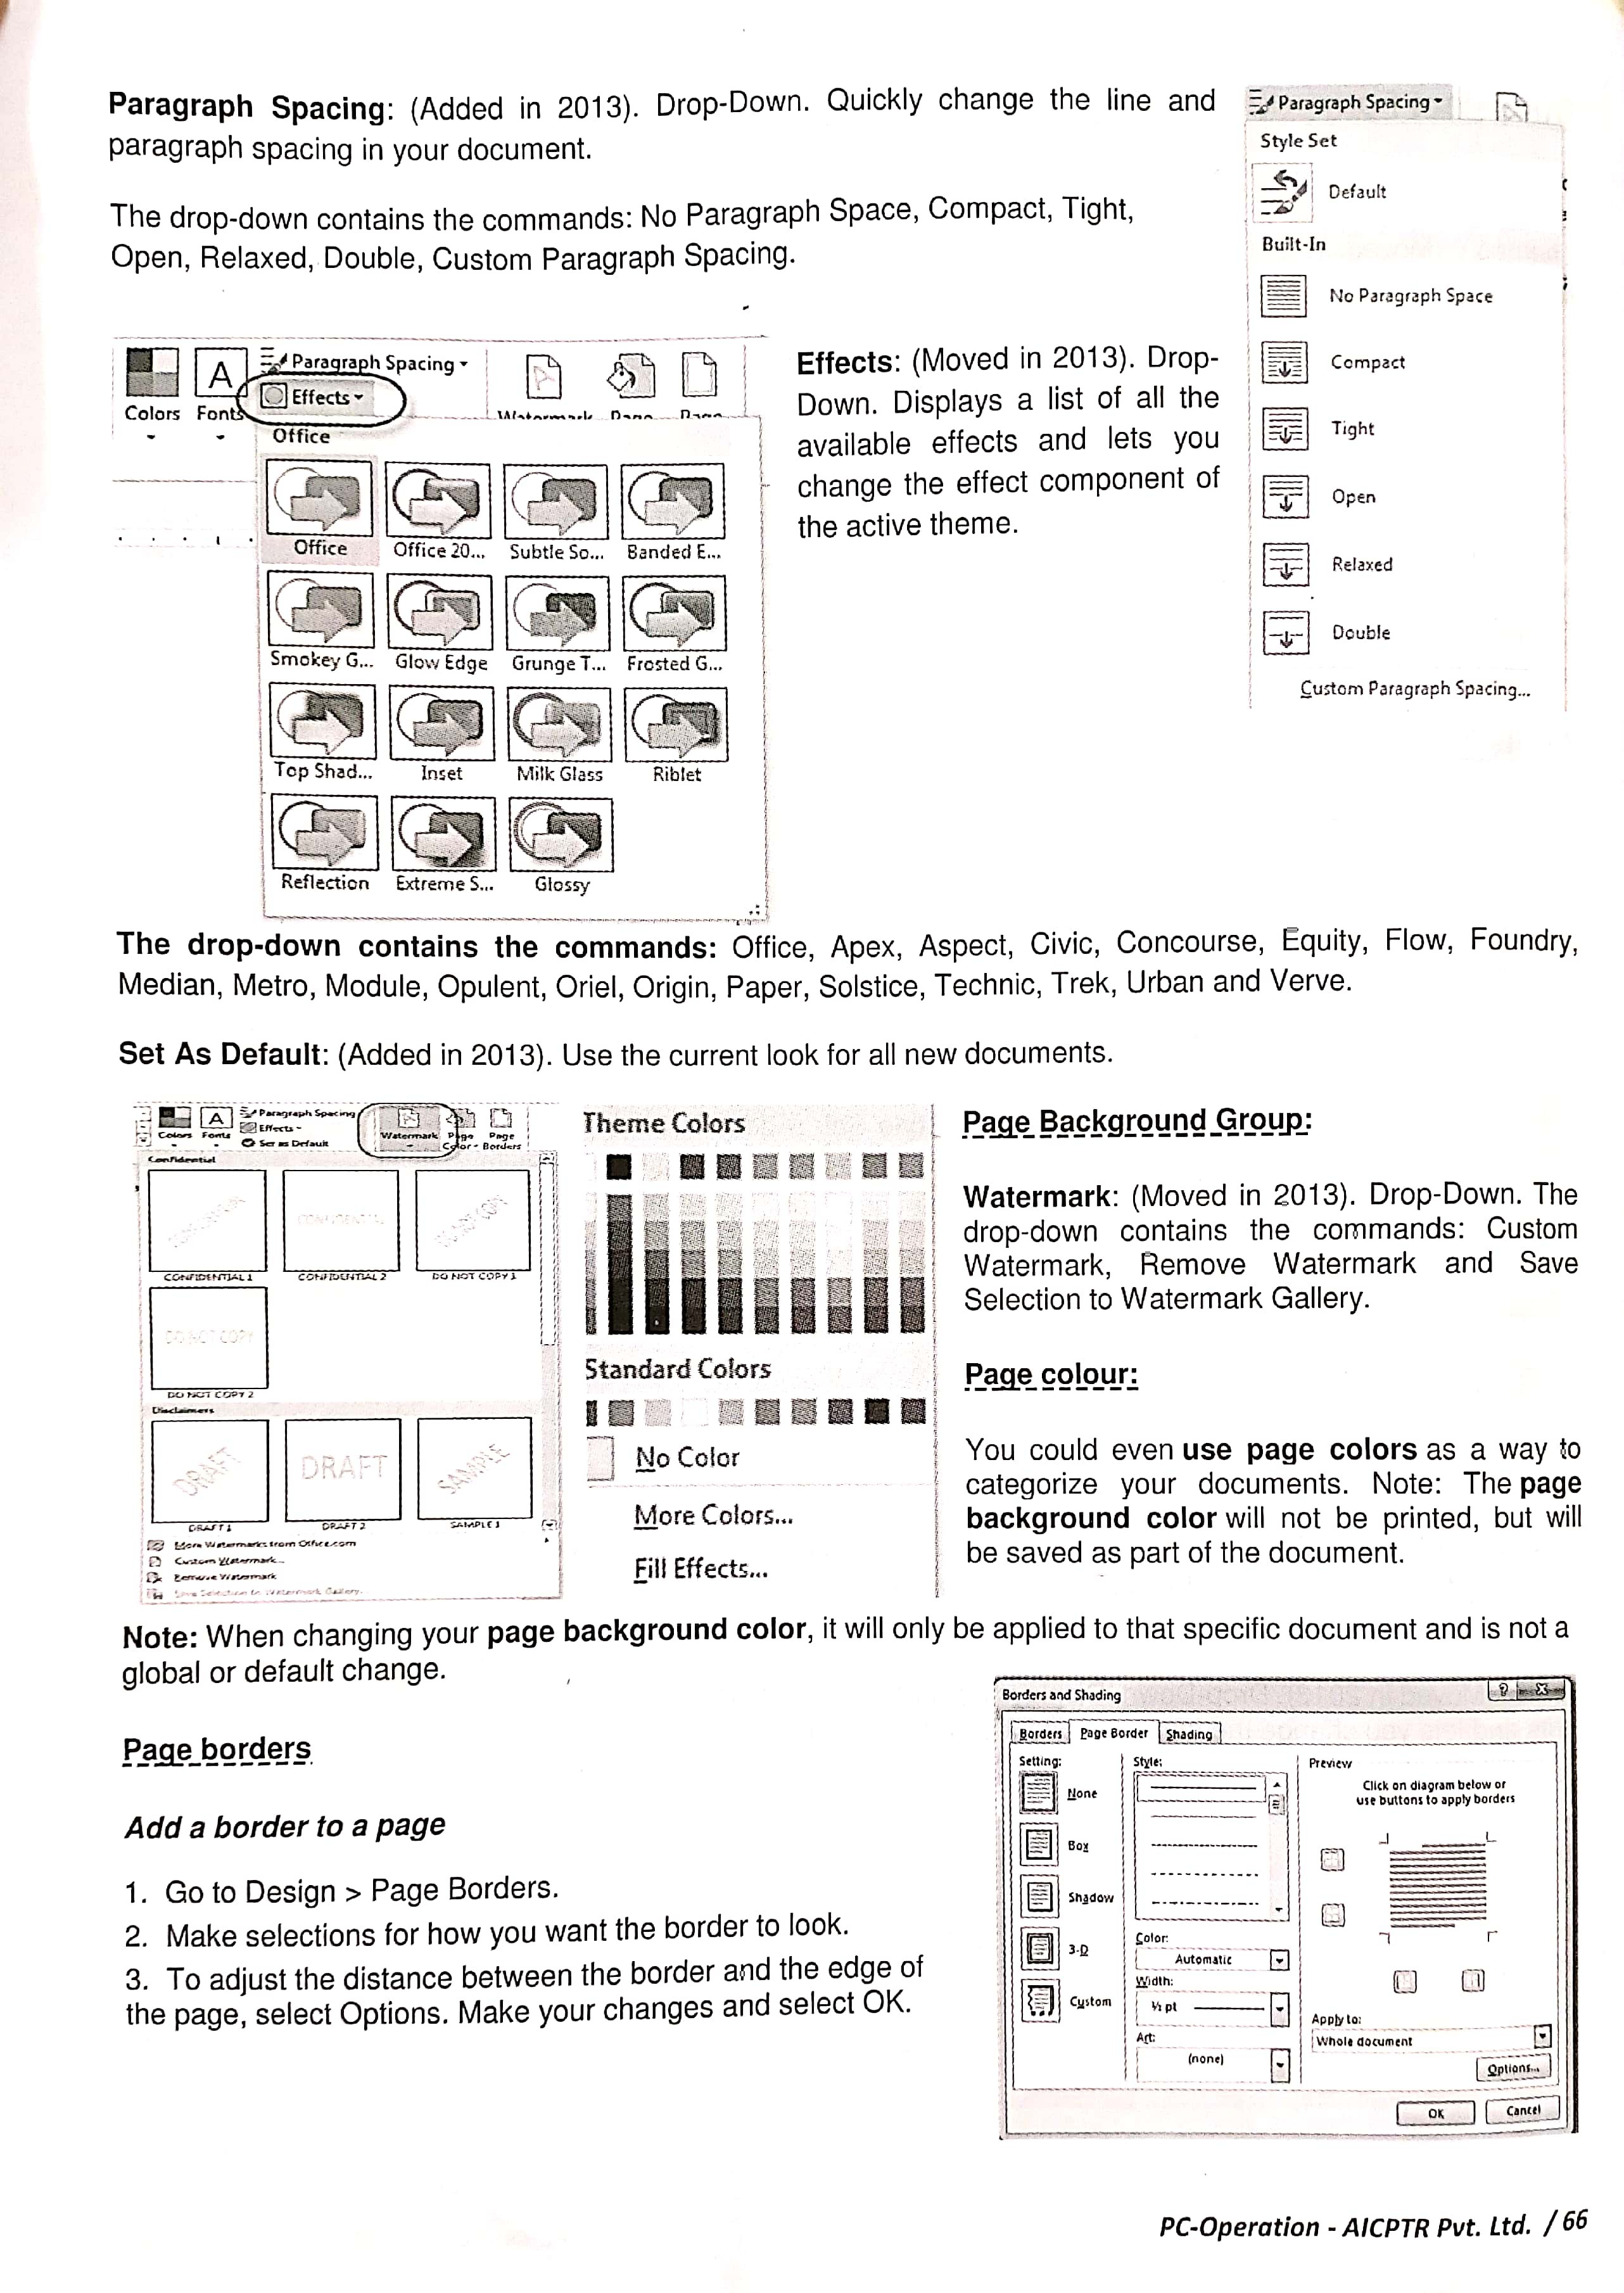 Paragraph Spacing: (Added in 2013). Drop-Down. Quickly change the line and
paragraph spacing in your document.
The drop-down contains the commands: No Paragraph Space, Compact, Tight,
Open, Relaxed, Double, Custom Paragraph Spacing.
Paragraph Spacing
Style Set
Default
Built-In
No Paragraph Space
Compact
Tight
Open
Relaxed
Double
Custom Paragraph Spacing...
Colors
A
Fonts
Paragraph Spacing
Effects
Watermark Page Page
Office
Office Office 20... Subtle So... Banded E...
Smokey G... Glow Edge Grunge T... Frosted G...
Top Shad... Inset Milk Glass Riblet
Reflection Extreme S... Glossy
Effects: (Moved in 2013). Drop-
Down. Displays a list of all the
available effects and lets you
change the effect component of
the active theme.
The drop-down contains the commands: Office, Apex, Aspect, Civic, Concourse, Equity, Flow, Foundry,
Median, Metro, Module, Opulent, Oriel, Origin, Paper, Solstice, Technic, Trek, Urban and Verve.
Set As Default: (Added in 2013). Use the current look for all new documents.
Colors
A
Fonts
Paragraph Spacing
Effects
Set as Default
Watermark
Page Color
Page Borders
Confidential
CONFIDENTIAL
DO NOT COPY
CONFIDENTIAL 1 CONFIDENTIAL 2 DO NOT COPY 1
DO NOT COPY
DO NOT COPY 2
Disclaimers
DRAFT DRAFT SAMPLE
DRAFT 1 DRAFT 2 SAMPLE 1
More Watermarks from Office.com
Custom Watermark...
Remove Watermark
Save Selection to Watermark Gallery...
Theme Colors
Standard Colors
No Color
More Colors...
Fill Effects...
Page Background Group:
Watermark: (Moved in 2013). Drop-Down. The
drop-down contains the commands: Custom
Watermark, Remove Watermark and Save
Selection to Watermark Gallery.
Page colour:
You could even use page colors as a way to
categorize your documents. Note: The page
background color will not be printed, but will
be saved as part of the document.
Note: When changing your page background color, it will only be applied to that specific document and is not a
global or default change.
Page borders
Add a border to a page
1. Go to Design > Page Borders.
2. Make selections for how you want the border to look.
3. To adjust the distance between the border and the edge of
the page, select Options. Make your changes and select OK.
Borders and Shading
?
Borders Page Border Shading
Setting:
None
Box
Shadow
3-D
Custom
Style:
Color:
Automatic
Width:
½ pt
Art:
(none)
Preview
Click on diagram below or
use buttons to apply borders
Apply to:
Whole document
Options...
OK Cancel
PC-Operation - AICPTR Pvt. Ltd. / 66